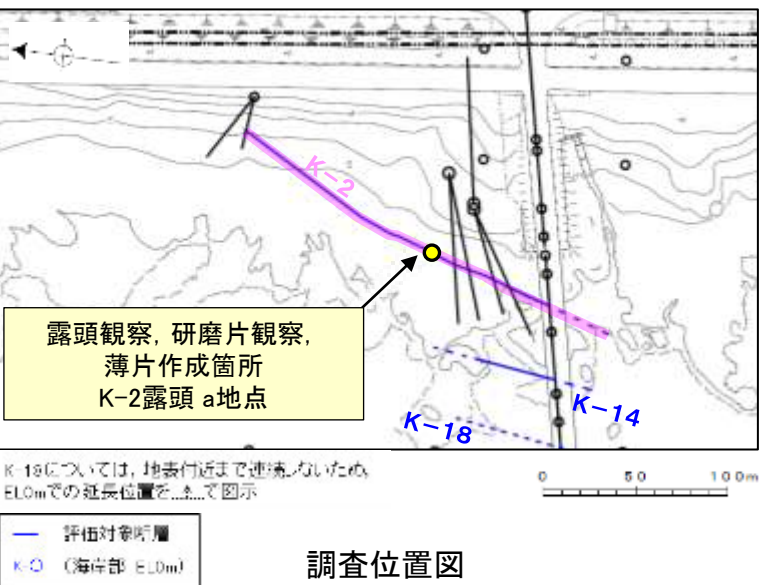 K-2
露頭観察, 研磨片観察,
薄片作成箇所
K-2露頭 a地点
K-14
K-18
K-18については、地表付近まで連続しないため、
EL0mでの延長位置を……で図示
0 50 100m
評価対象断層
K-○ (海岸部 EL0m)
調査位置図